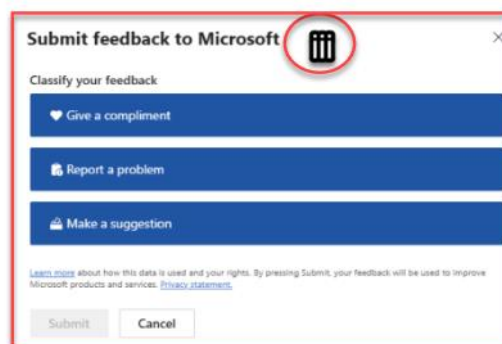 Submit feedback to Microsoft
Classify your feedback
Give a compliment
Report a problem
Make a suggestion
Learn more about how this data is used and your rights. By pressing Submit, your feedback will be used to improve
Microsoft products and services. Privacy statement.
Submit
Cancel